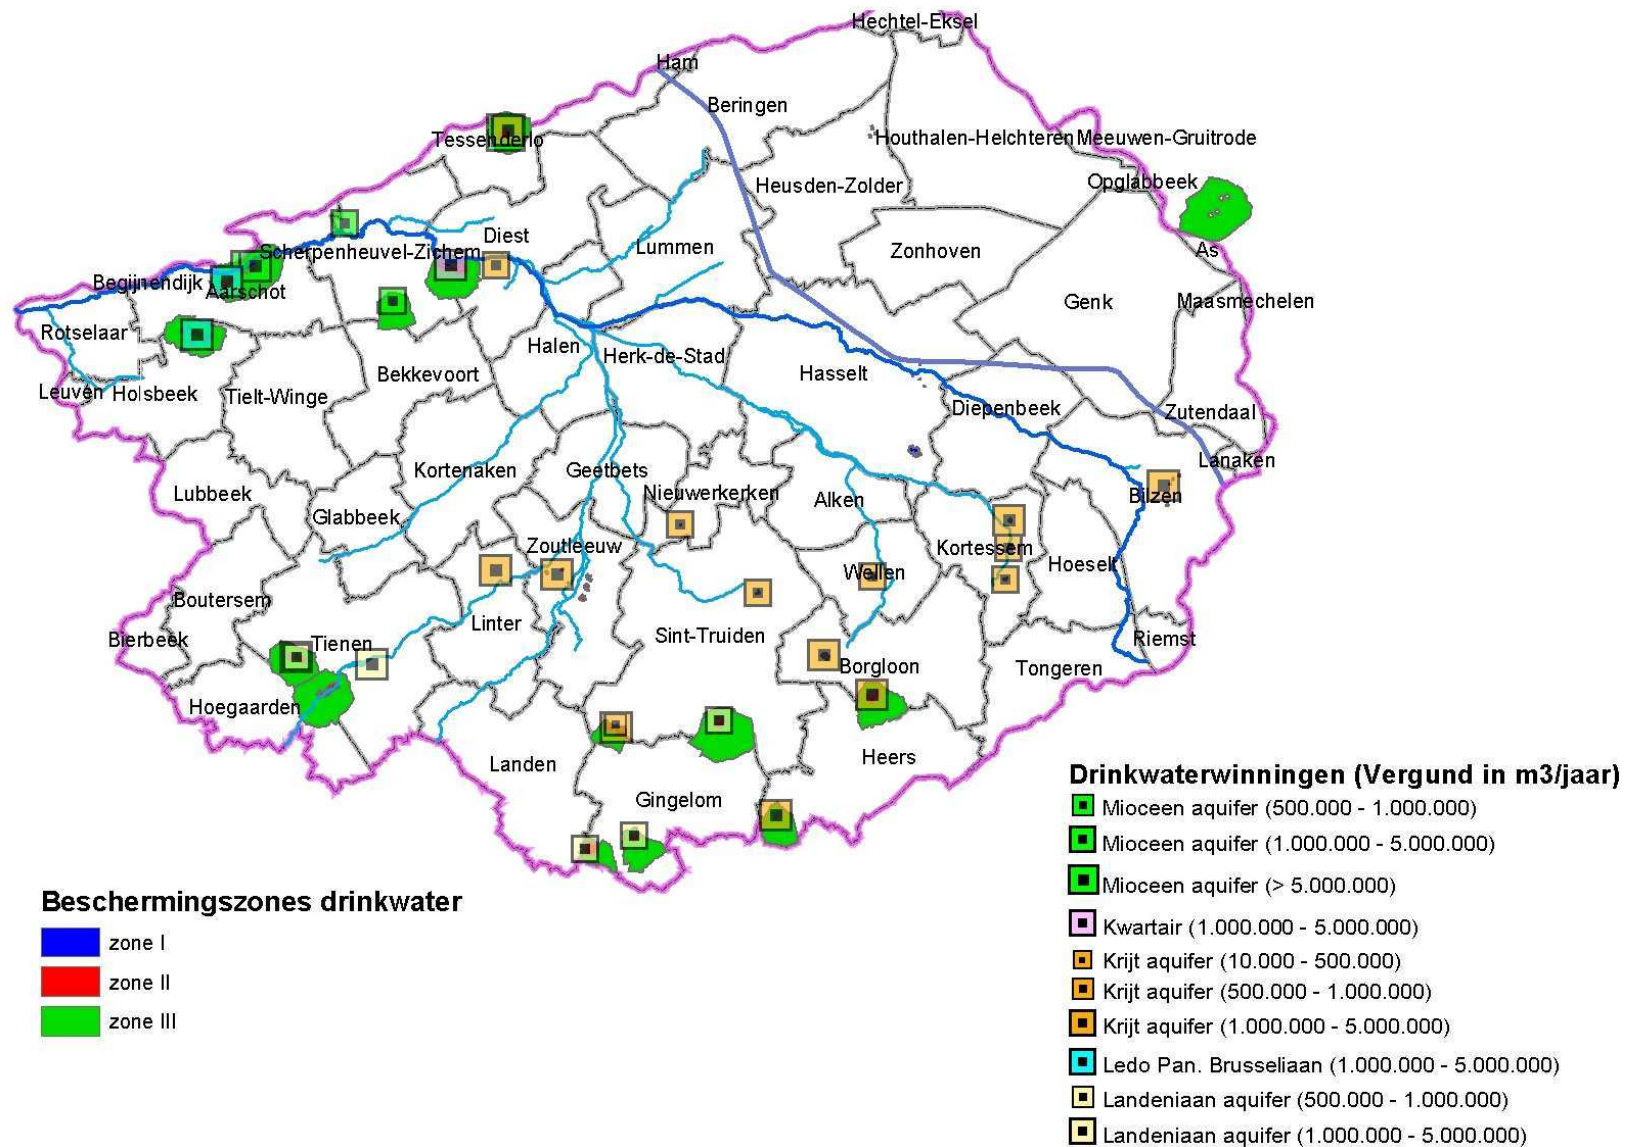 Hechtel-Eksel
Ham
Beringen
Houthalen-Helchteren
Meeuwen-Gruitrode
Tessenderlo
Heusden-Zolder
Opglabbeek
Diest
Lummen
Zonhoven
As
Scherpenheuvel-Zichem
Begijnendijk
Aarschot
Genk
Maasmechelen
Rotselaar
Halen
Herk-de-Stad
Hasselt
Bekkevoort
Leuven
Holsbeek
Tielt-Winge
Diepenbeek
Zutendaal
Kortenaken
Geetbets
Lanaken
Lubbeek
Nieuwerkerken
Alken
Bilzen
Glabbeek
Zoutleeuw
Kortessem
Hoeselt
Wellen
Boutersem
Linter
Sint-Truiden
Bierbeek
Tienen
Riemst
Borgloon
Tongeren
Hoegaarden
Landen
Heers
Gingelom
Beschermingszones drinkwater
zone I
zone II
zone III
Drinkwaterwinningen (Vergund in m3/jaar)
Mioceen aquifer (500.000 - 1.000.000)
Mioceen aquifer (1.000.000 - 5.000.000)
Mioceen aquifer (> 5.000.000)
Kwartair (1.000.000 - 5.000.000)
Krijt aquifer (10.000 - 500.000)
Krijt aquifer (500.000 - 1.000.000)
Krijt aquifer (1.000.000 - 5.000.000)
Ledo Pan. Brusseliaan (1.000.000 - 5.000.000)
Landeniaan aquifer (500.000 - 1.000.000)
Landeniaan aquifer (1.000.000 - 5.000.000)